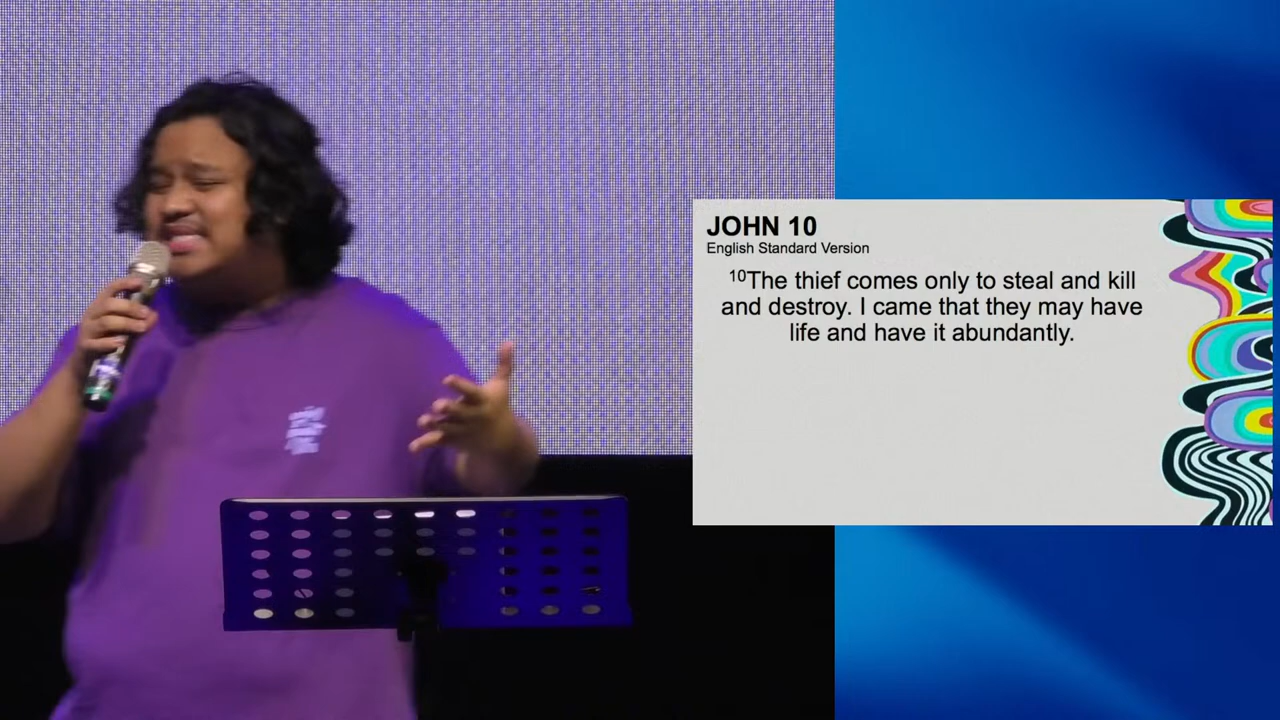 JOHN 10
English Standard Version
10The thief comes only to steal and kill
and destroy. I came that they may have
life and have it abundantly.